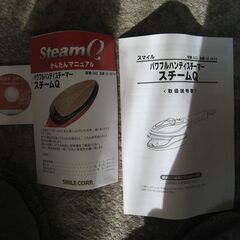 SteamQ
かんたんマニュアル
パワフルハンディスチーマー
スチームQ
SMILE CORP.
スマイル
パワフルハンディスチーマー
スチームQ
<取扱説明書>